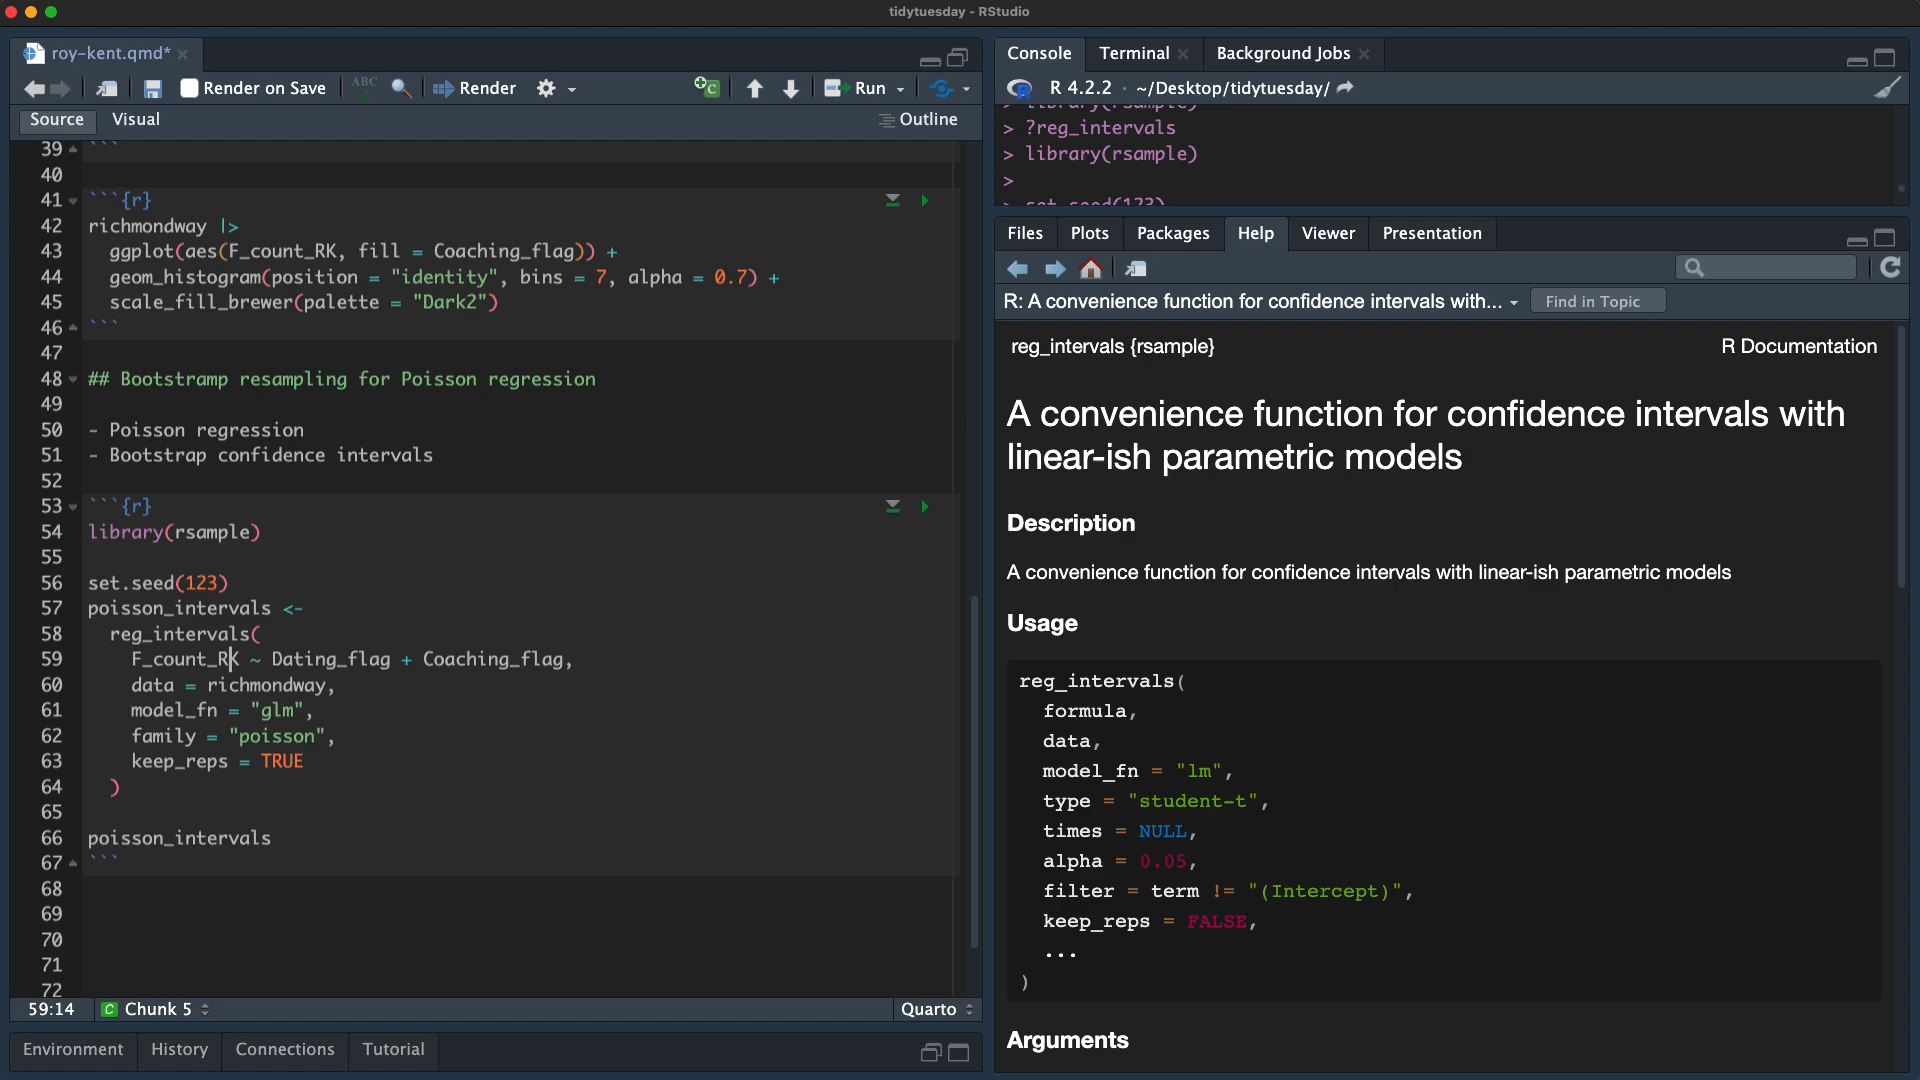 tidytuesday - RStudio
roy-kent.qmd*
Render on Save
ABC
Render
Run
Source
Visual
Outline
39 ```
40
41 ```{r}
42 richmondway |>
43   ggplot(aes(F_count_RK, fill = Coaching_flag)) +
44   geom_histogram(position = "identity", bins = 7, alpha = 0.7) +
45   scale_fill_brewer(palette = "Dark2")
46 ```
47
48 ## Bootstramp resampling for Poisson regression
49
50 - Poisson regression
51 - Bootstrap confidence intervals
52
53 ```{r}
54 library(rsample)
55
56 set.seed(123)
57 poisson_intervals <-
58   reg_intervals(
59     F_count_RK ~ Dating_flag + Coaching_flag,
60     data = richmondway,
61     model_fn = "glm",
62     family = "poisson",
63     keep_reps = TRUE
64   )
65
66 poisson_intervals
67 ```
68
69
70
71
72
59:14
C Chunk 5
Quarto
Environment
History
Connections
Tutorial
Console
Terminal
Background Jobs
R 4.2.2 · ~/Desktop/tidytuesday/
> library(rsample)
> ?reg_intervals
> library(rsample)
>
> set.seed(123)
Files
Plots
Packages
Help
Viewer
Presentation
R: A convenience function for confidence intervals with...
Find in Topic
reg_intervals {rsample}
R Documentation
A convenience function for confidence intervals with
linear-ish parametric models
Description
A convenience function for confidence intervals with linear-ish parametric models
Usage
reg_intervals(
  formula,
  data,
  model_fn = "lm",
  type = "student-t",
  times = NULL,
  alpha = 0.05,
  filter = term != "(Intercept)",
  keep_reps = FALSE,
  ...
)
Arguments